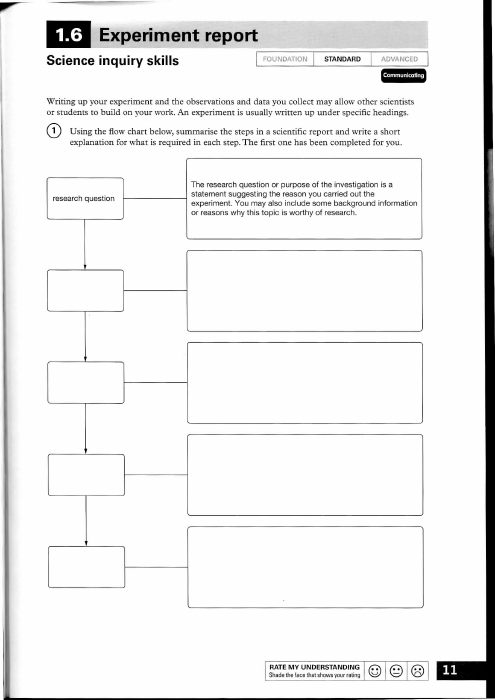 1.6 Experiment report
Science inquiry skills
FOUNDATION STANDARD ADVANCED
Communicating
Writing up your experiment and the observations and data you collect may allow other scientists
or students to build on your work. An experiment is usually written up under specific headings.
1 Using the flow chart below, summarise the steps in a scientific report and write a short
explanation for what is required in each step. The first one has been completed for you.
research question
The research question or purpose of the investigation is a
statement suggesting the reason you carried out the
experiment. You may also include some background information
or reasons why this topic is worthy of research.
RATE MY UNDERSTANDING
Shade the face that shows your rating
11